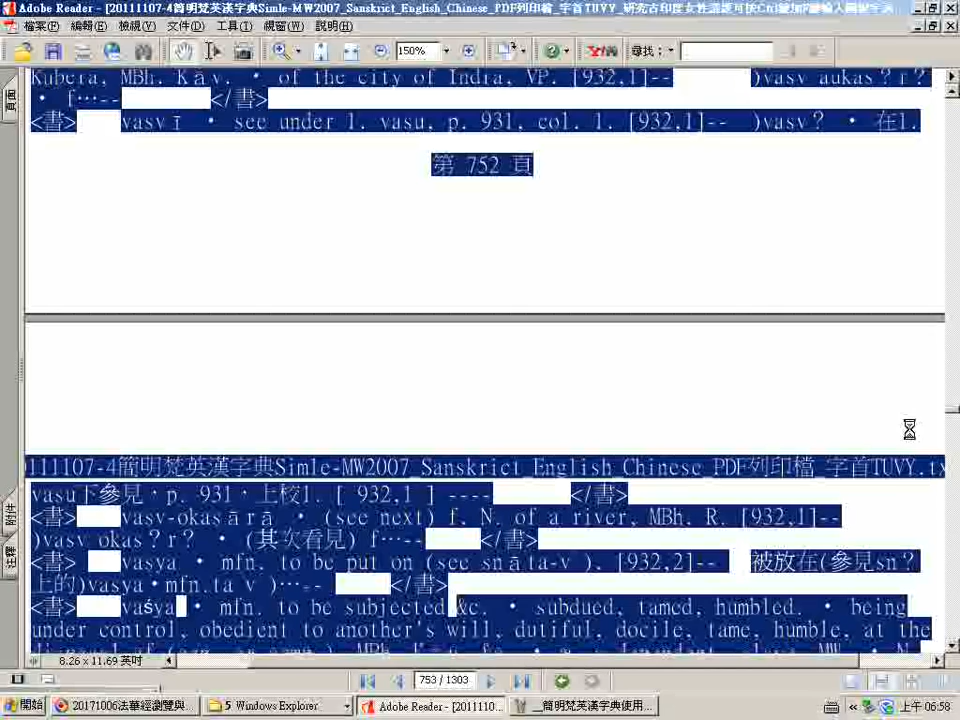 Adobe Reader - [20111107-4簡明梵英漢字典Simle-MW2007_Sanskrict_English_Chinese_PDF列印檔_字首TUVY_研究古印度女性議題可按Ctrl鍵加F鍵輸入關鍵字
檔案(F) 編輯(E) 檢視(V) 文件(D) 工具(T) 視窗(W) 說明(H)
150% 尋找：
頁面
Kubera, MBh. Kāv. • of the city of Indra, VP. [932,1]-- )vasv aukas？r？
• f…-- </書>
<書> vasvī • see under 1. vasu, p. 931, col. 1. [932,1]-- )vasv？ • 在1.
第 752 頁
111107-4簡明梵英漢字典Simle-MW2007_Sanskrict_English_Chinese_PDF列印檔_字首TUVY.tx
vasu下參見，p. 931，上校1. [ 932,1 ] ---- </書>
<書> vasv-okasārā • (see next) f. N. of a river, MBh. R. [932,1]--
)vasv okas？r？ • (其次看見) f…-- </書>
<書> vasya • mfn. to be put on (see snāta-v ). [932,2]-- 被放在(參見sn？
上的)vasya，mfn.ta v )…-- </書>
<書> vaśya • mfn. to be subjected &c. • subdued, tamed, humbled. • being
under control, obedient to another's will, dutiful, docile, tame, humble, at the
附件
注釋
8.26 x 11.69 英吋
753 / 1303
開始 20171006法華經瀏覽與... 5 Windows Explorer Adobe Reader - [2011110... __簡明梵英漢字典使用... 上午 06:58